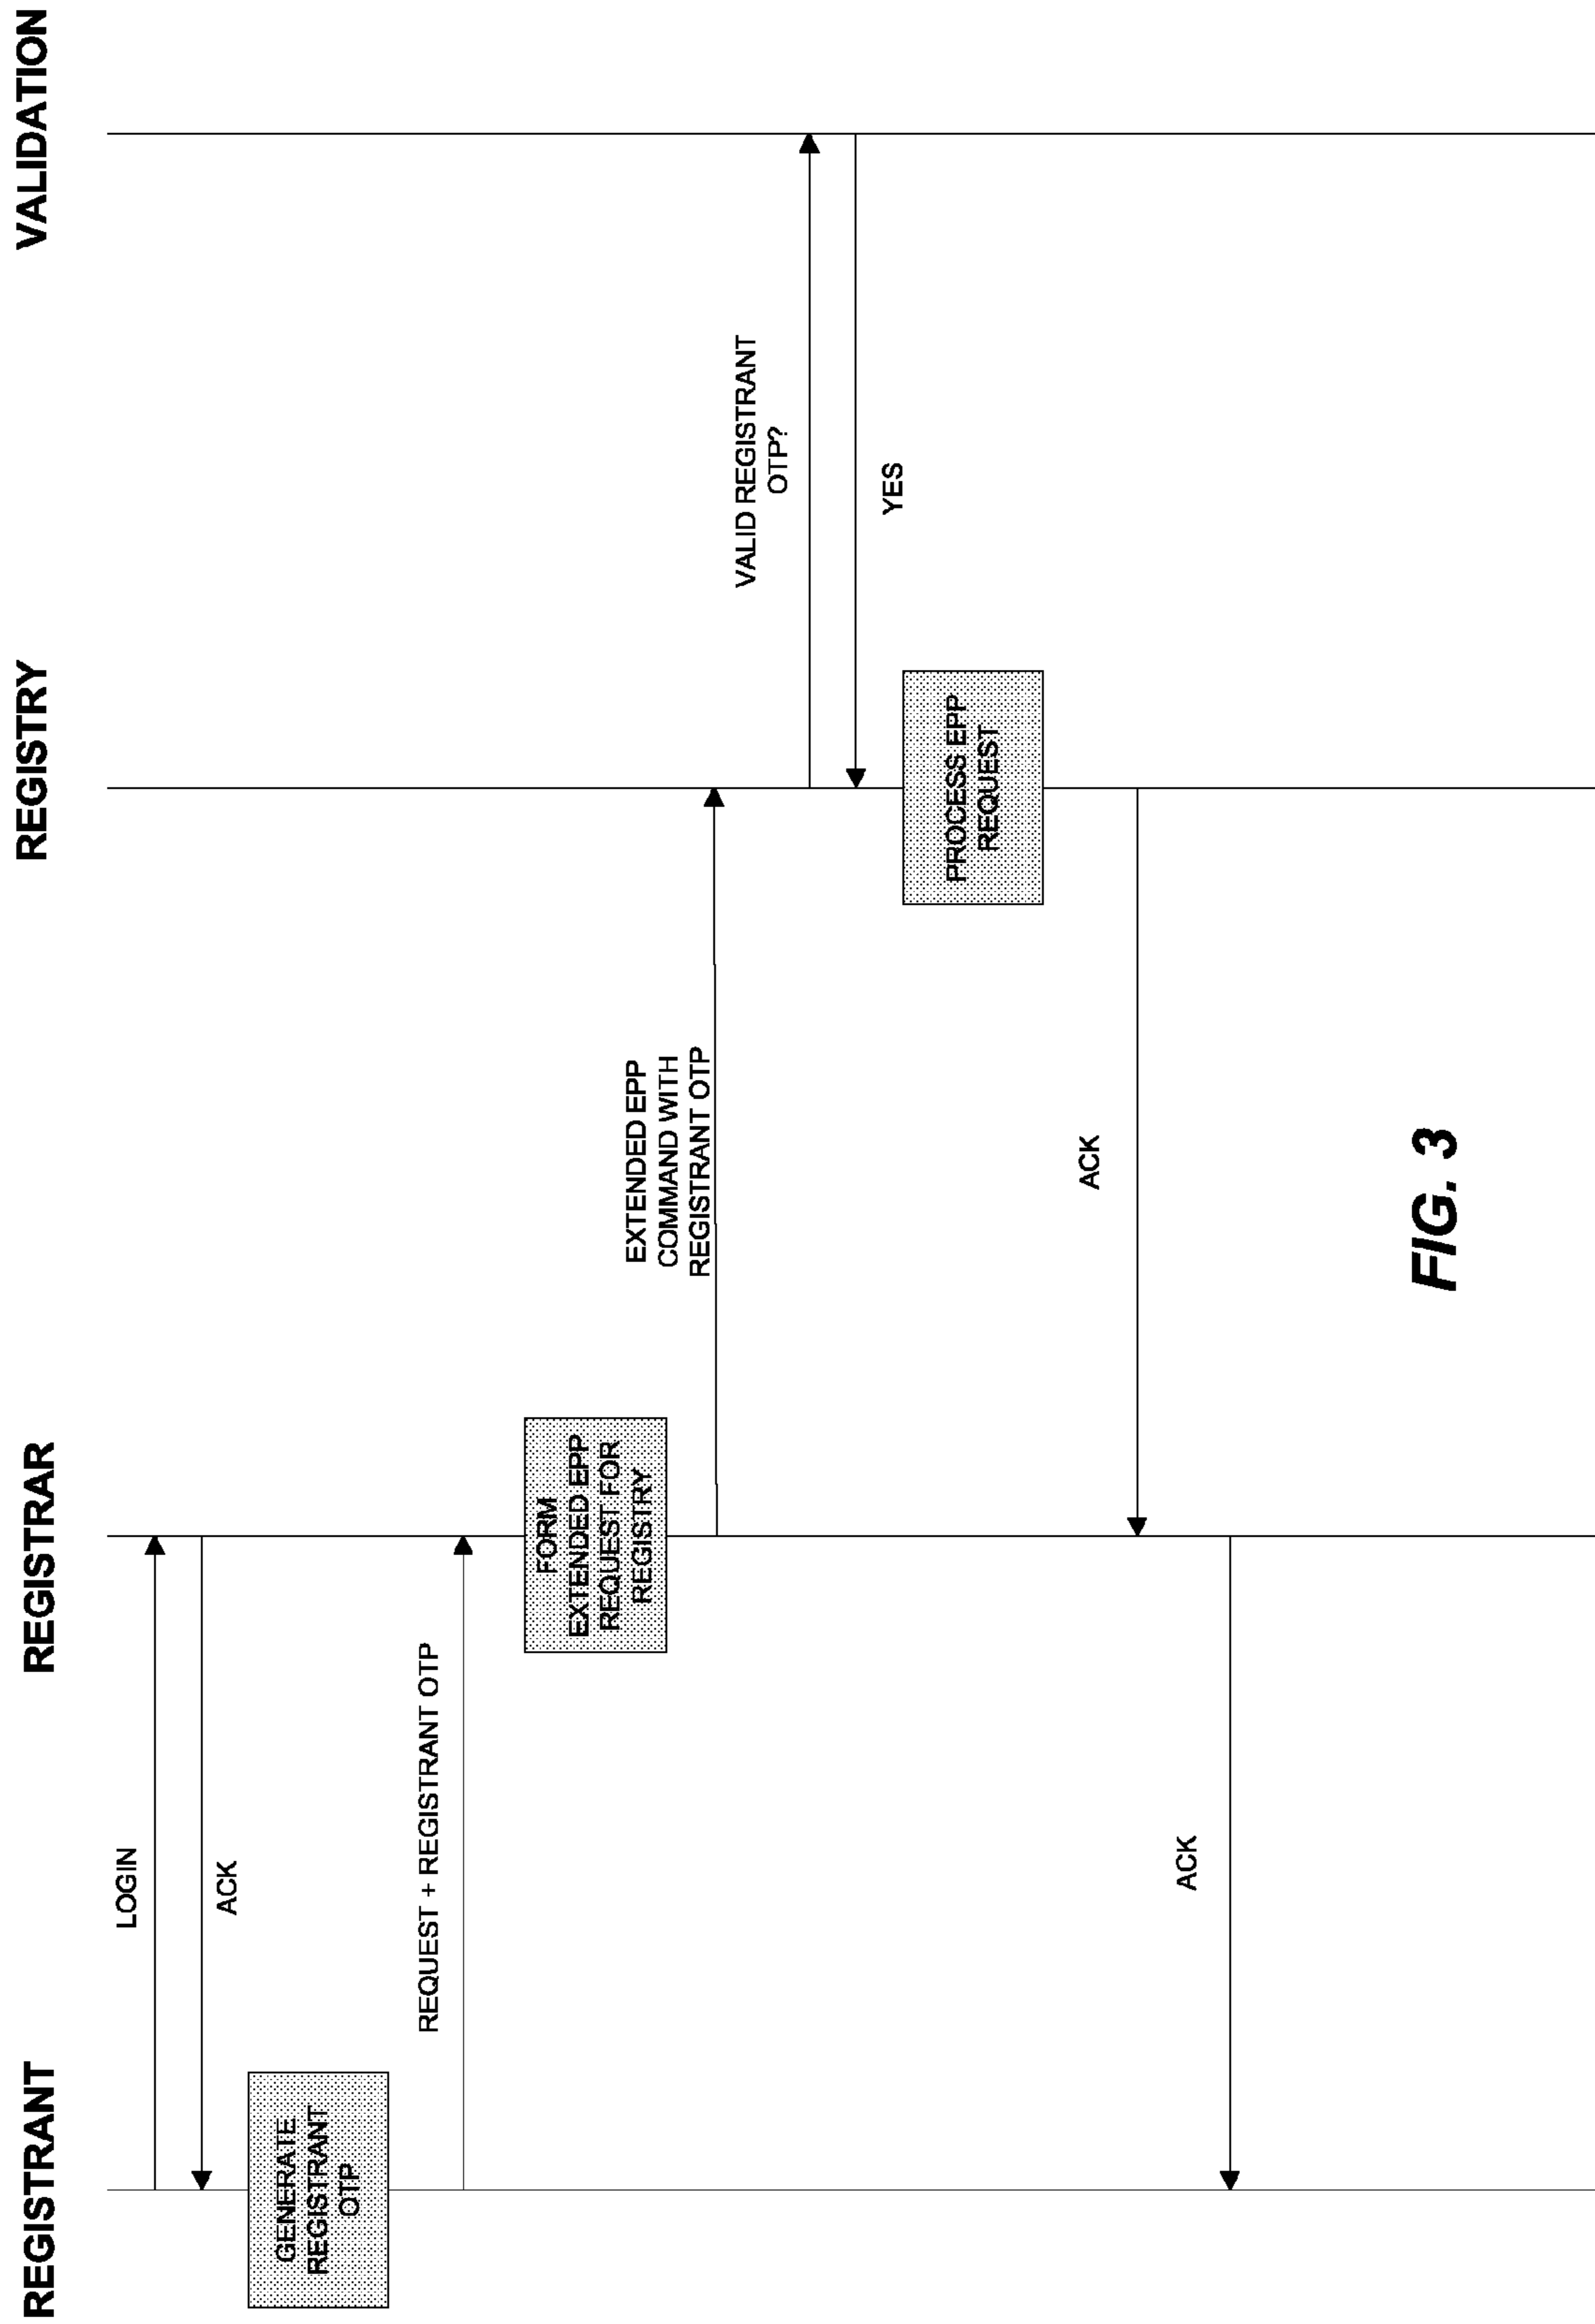 REGISTRANT
REGISTRAR
REGISTRY
VALIDATION
LOGIN
ACK
GENERATE
REGISTRANT
OTP
REQUEST + REGISTRANT OTP
FORM
EXTENDED EPP
REQUEST FOR
REGISTRY
EXTENDED EPP
COMMAND WITH
REGISTRANT OTP
VALID REGISTRANT
OTP?
YES
PROCESS EPP
REQUEST
ACK
ACK
FIG. 3